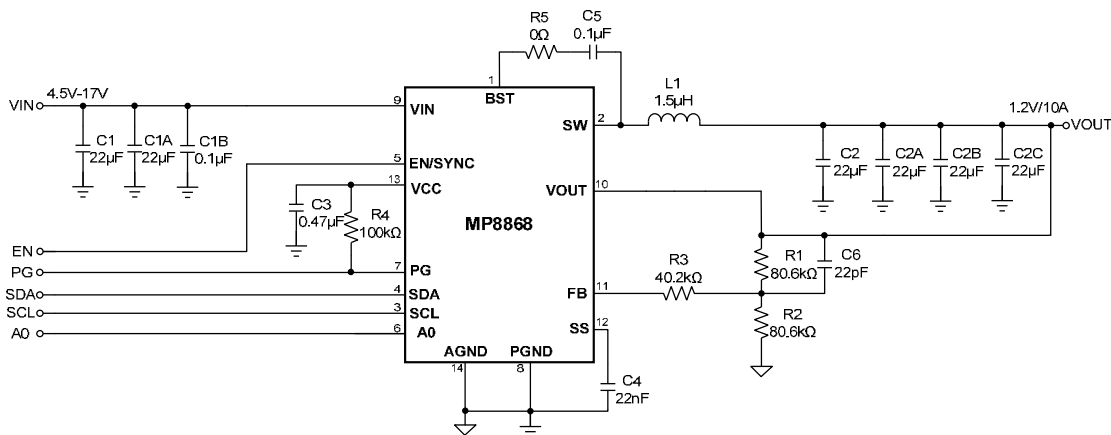 R5
0Ω
C5
0.1µF
1
BST
VIN
4.5V-17V
9
VIN
C1
22µF
C1A
22µF
C1B
0.1µF
L1
1.5µH
SW
2
1.2V/10A
VOUT
C2
22µF
C2A
22µF
C2B
22µF
C2C
22µF
5
EN/SYNC
13
VCC
VOUT
10
C3
0.47µF
R4
100kΩ
MP8868
EN
PG
7
PG
SDA
4
SDA
SCL
3
SCL
A0
6
A0
R3
40.2kΩ
R1
80.6kΩ
C6
22pF
FB
11
R2
80.6kΩ
SS
12
AGND
14
PGND
8
C4
22nF